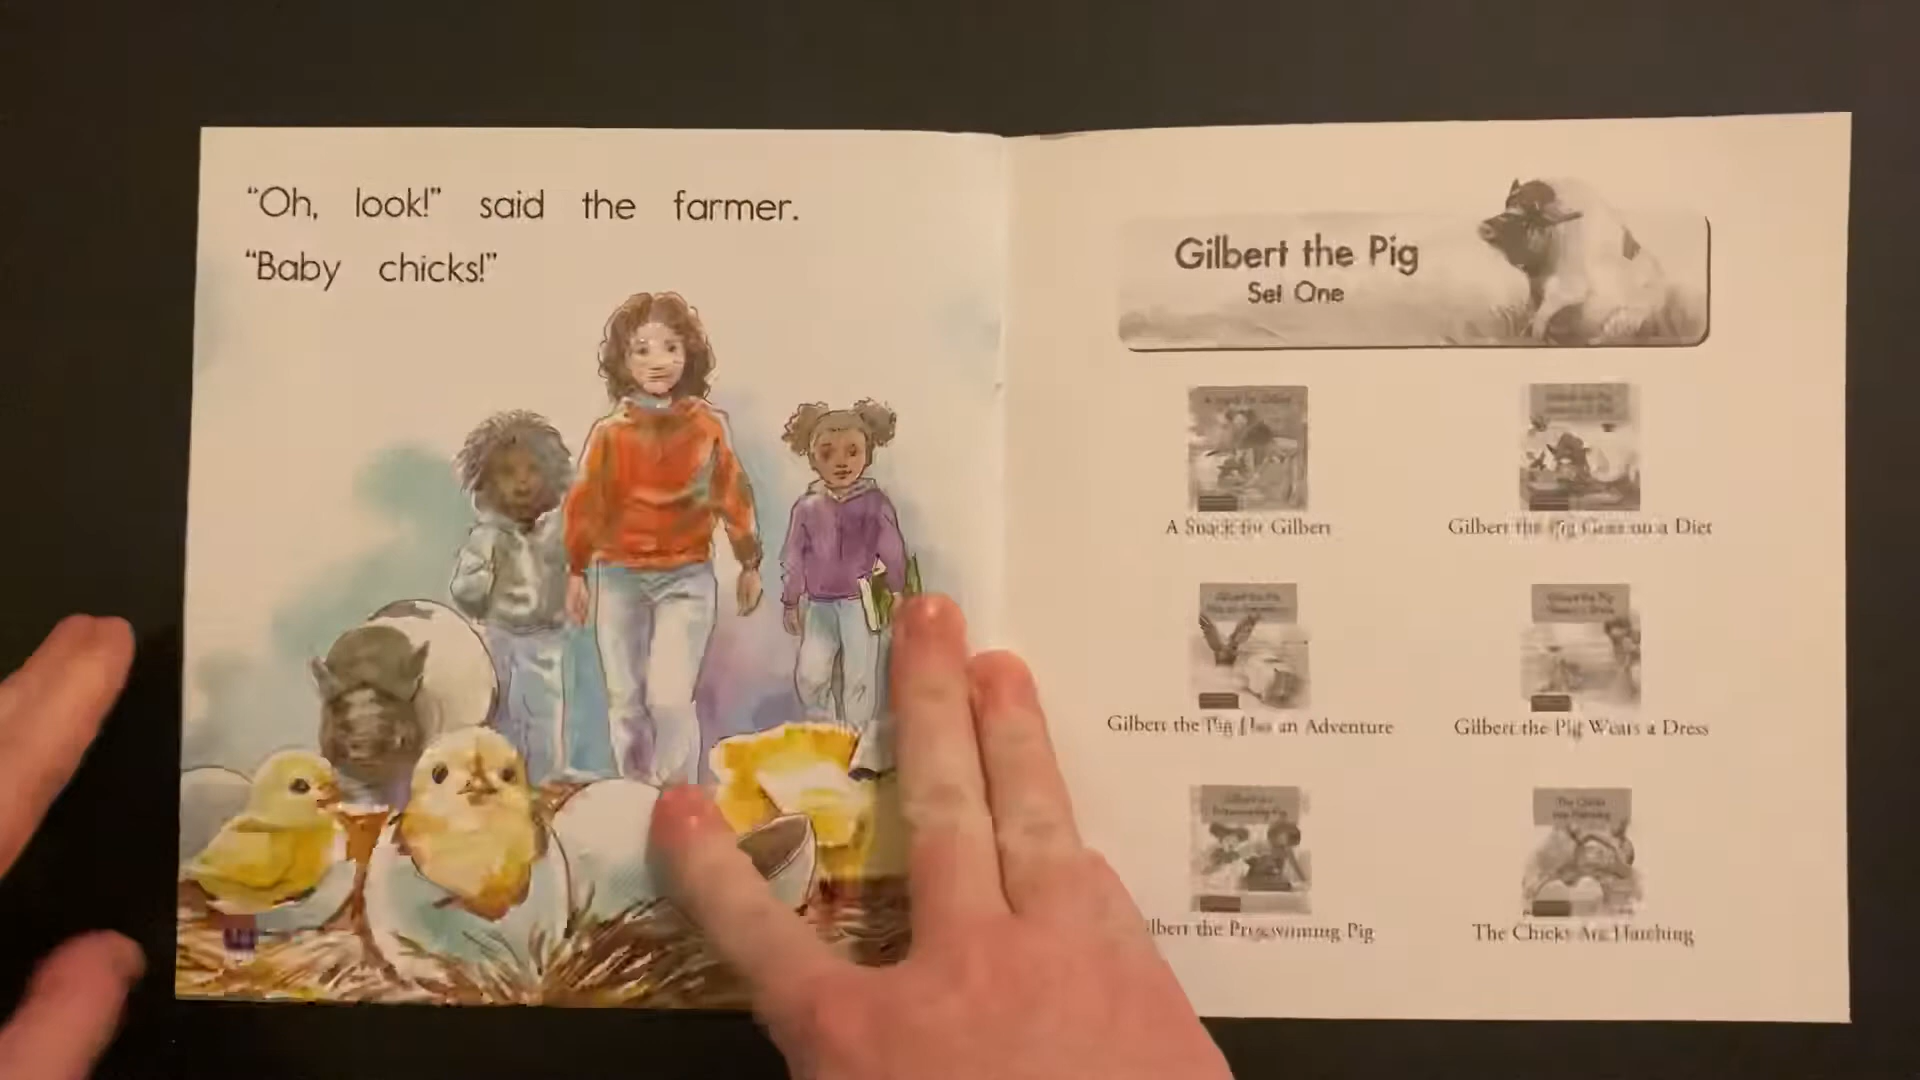 “Oh, look!” said the farmer.
“Baby chicks!”
Gilbert the Pig
Set One
A Snack for Gilbert
Gilbert the Pig Goes on a Diet
Gilbert the Pig Has an Adventure
Gilbert the Pig Wears a Dress
lbert the Prizewinning Pig
The Chicks Are Hatching